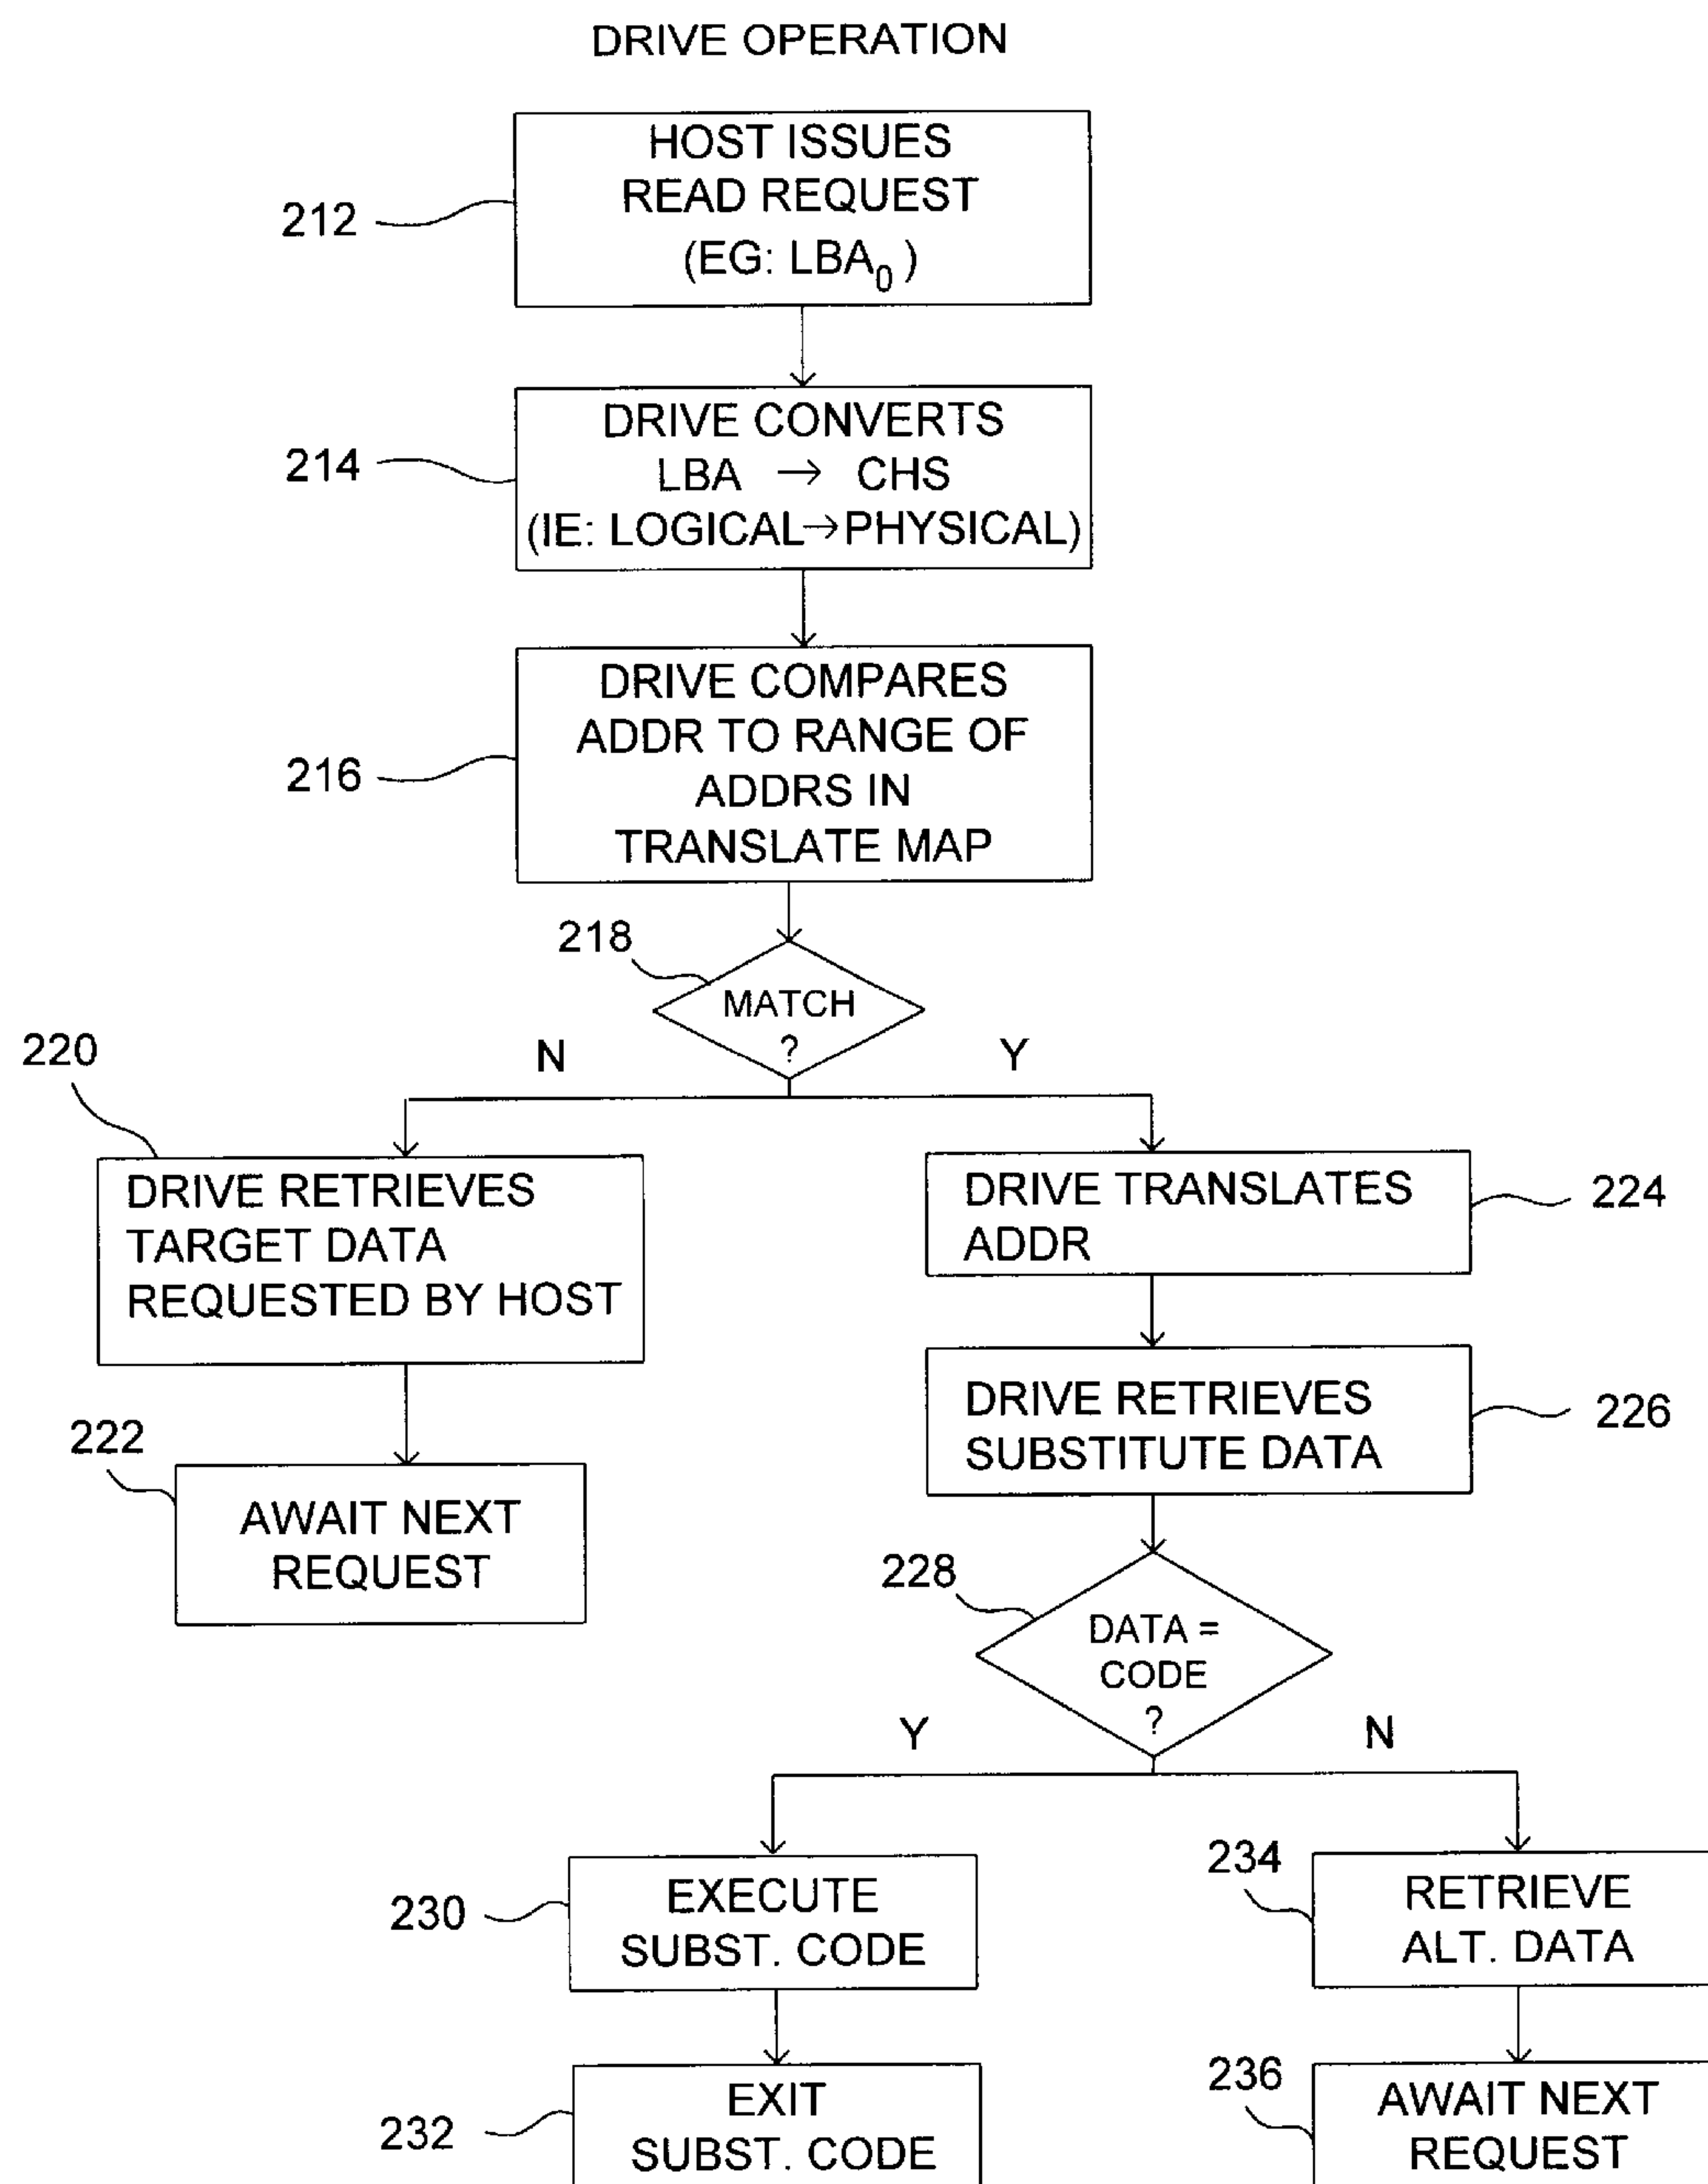 DRIVE OPERATION
HOST ISSUES
READ REQUEST
(EG: LBA₀ )
212
DRIVE CONVERTS
LBA → CHS
(IE: LOGICAL→PHYSICAL)
214
DRIVE COMPARES
ADDR TO RANGE OF
ADDRS IN
TRANSLATE MAP
216
218
MATCH
?
N
Y
220
DRIVE RETRIEVES
TARGET DATA
REQUESTED BY HOST
DRIVE TRANSLATES
ADDR
224
DRIVE RETRIEVES
SUBSTITUTE DATA
226
222
AWAIT NEXT
REQUEST
228
DATA =
CODE
?
Y
N
230
EXECUTE
SUBST. CODE
234
RETRIEVE
ALT. DATA
232
EXIT
SUBST. CODE
236
AWAIT NEXT
REQUEST